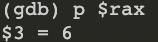 (gdb) p $rax
$3 = 6